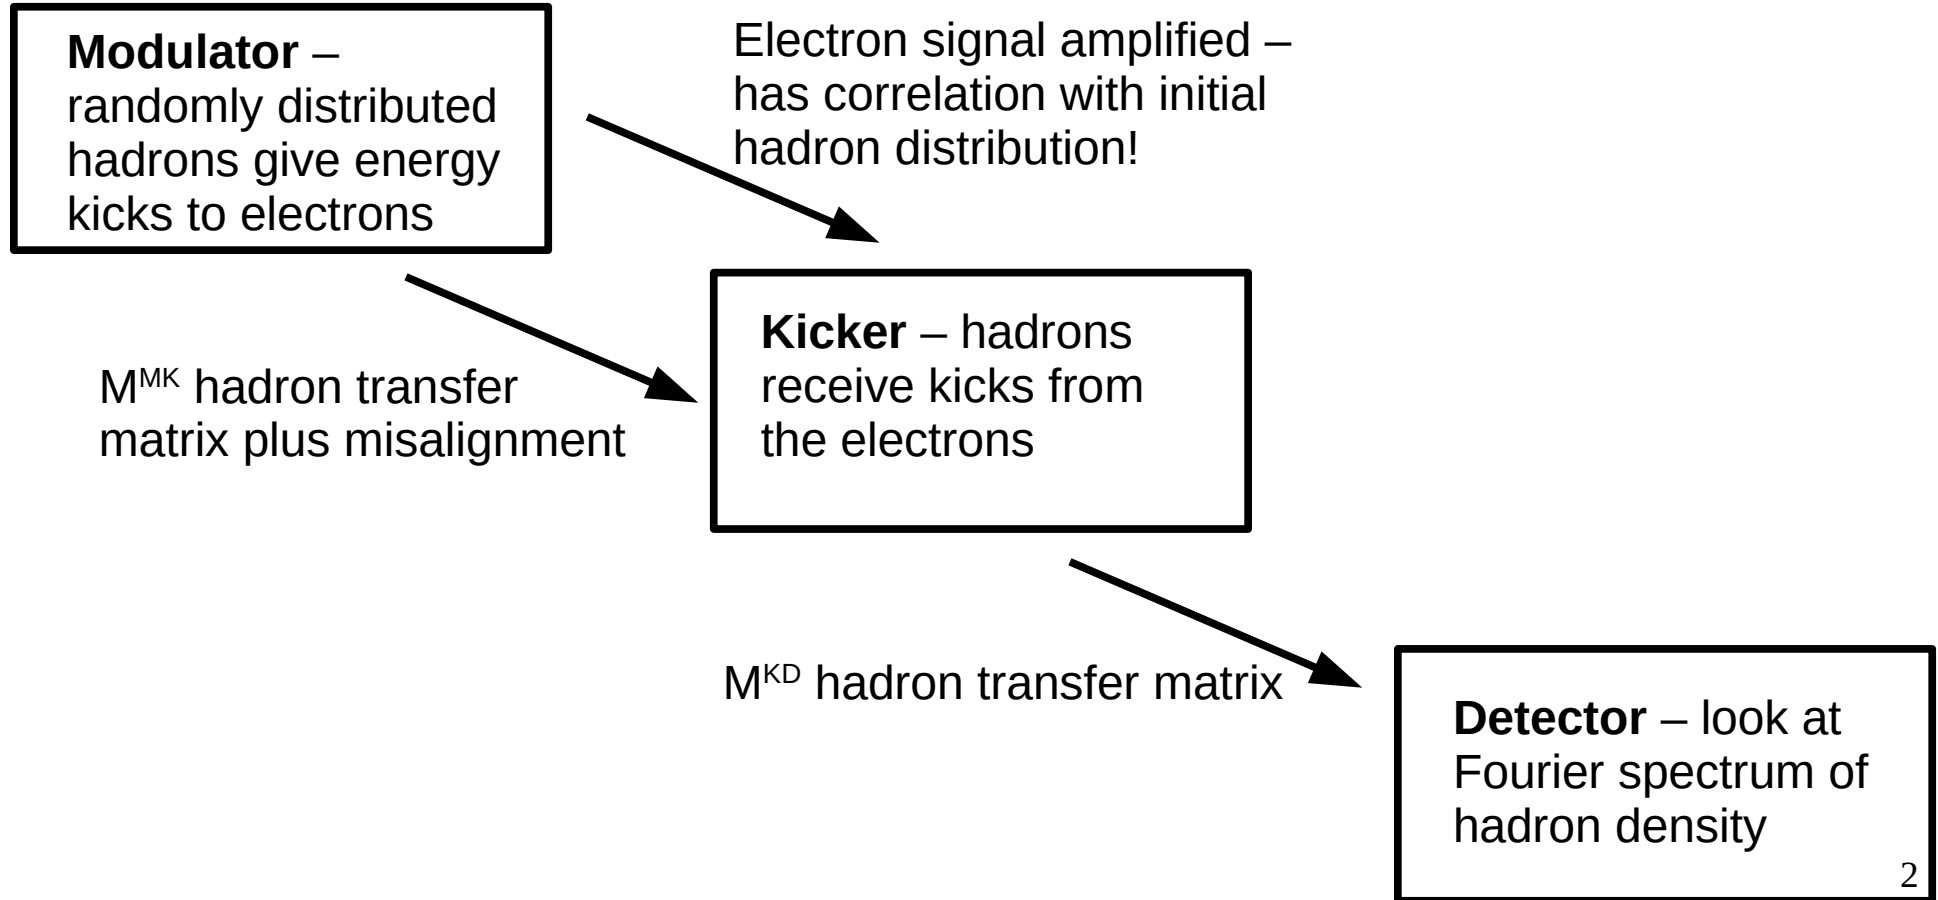 Modulator –
randomly distributed
hadrons give energy
kicks to electrons
Electron signal amplified –
has correlation with initial
hadron distribution!
M^MK hadron transfer
matrix plus misalignment
Kicker – hadrons
receive kicks from
the electrons
M^KD hadron transfer matrix
Detector – look at
Fourier spectrum of
hadron density
2